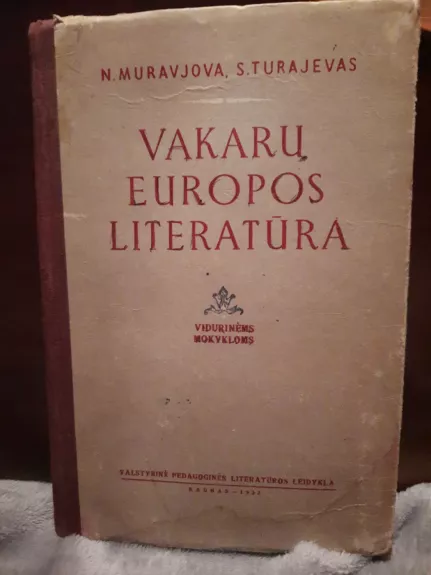 N. MURAVJOVA, S. TURAJEVAS
VAKARŲ
EUROPOS
LITERATŪRA
VIDURINĖMS
MOKYKLOMS
VALSTYBINĖ PEDAGOGINĖS LITERATŪROS LEIDYKLA
KAUNAS —